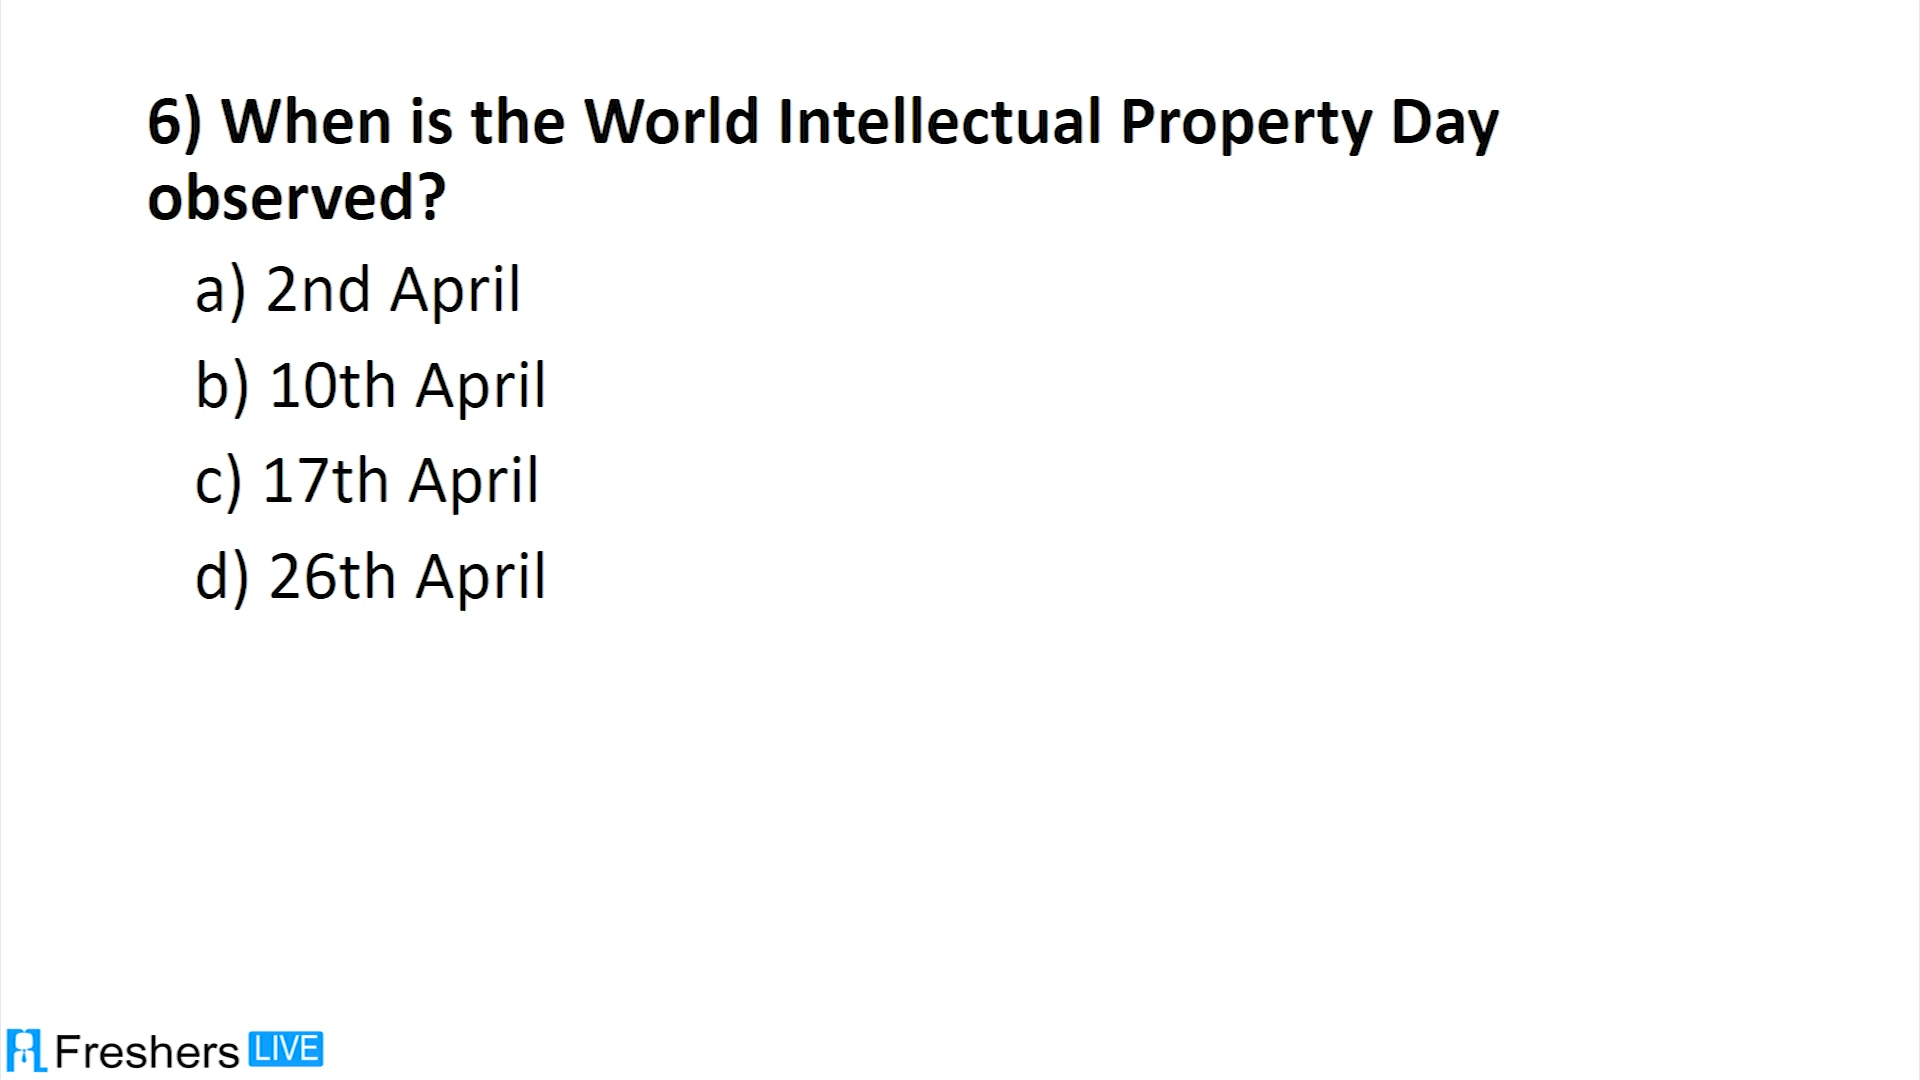 6) When is the World Intellectual Property Day
observed?
a) 2nd April
b) 10th April
c) 17th April
d) 26th April
Freshers LIVE